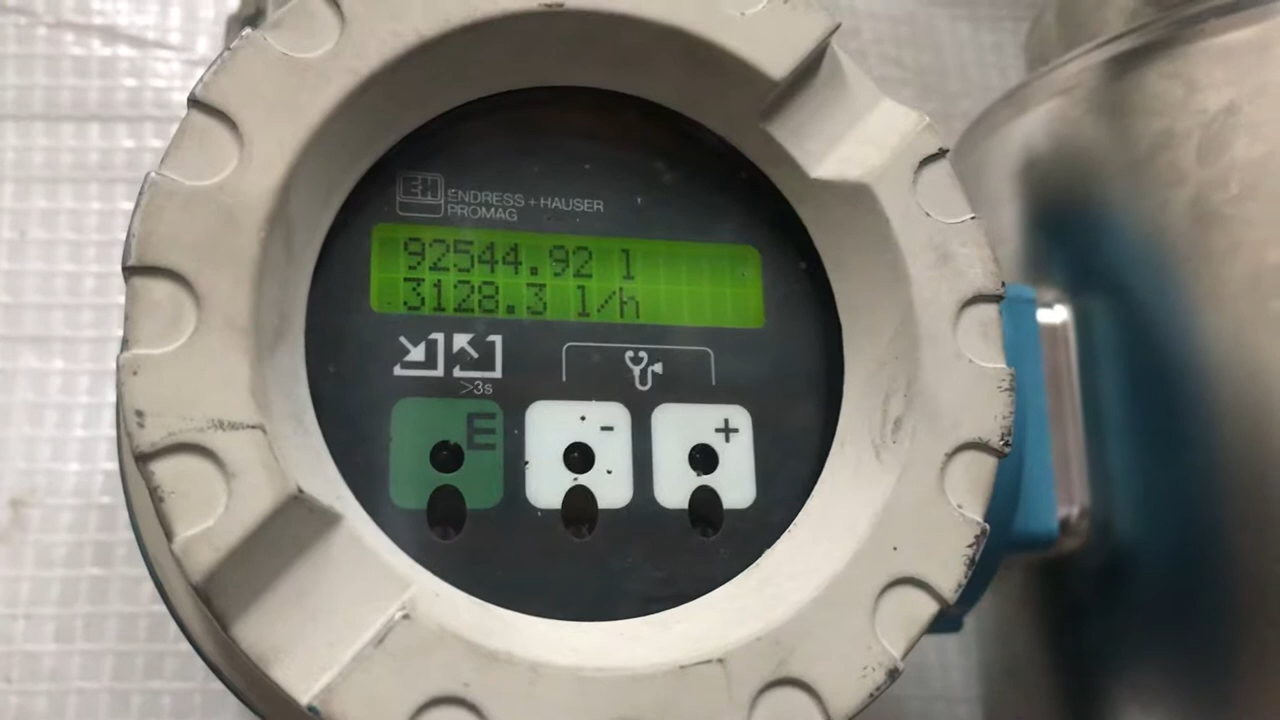 EH
ENDRESS+HAUSER
PROMAG
92544.92 l
3128.3 l/h
>3s
E
-
+